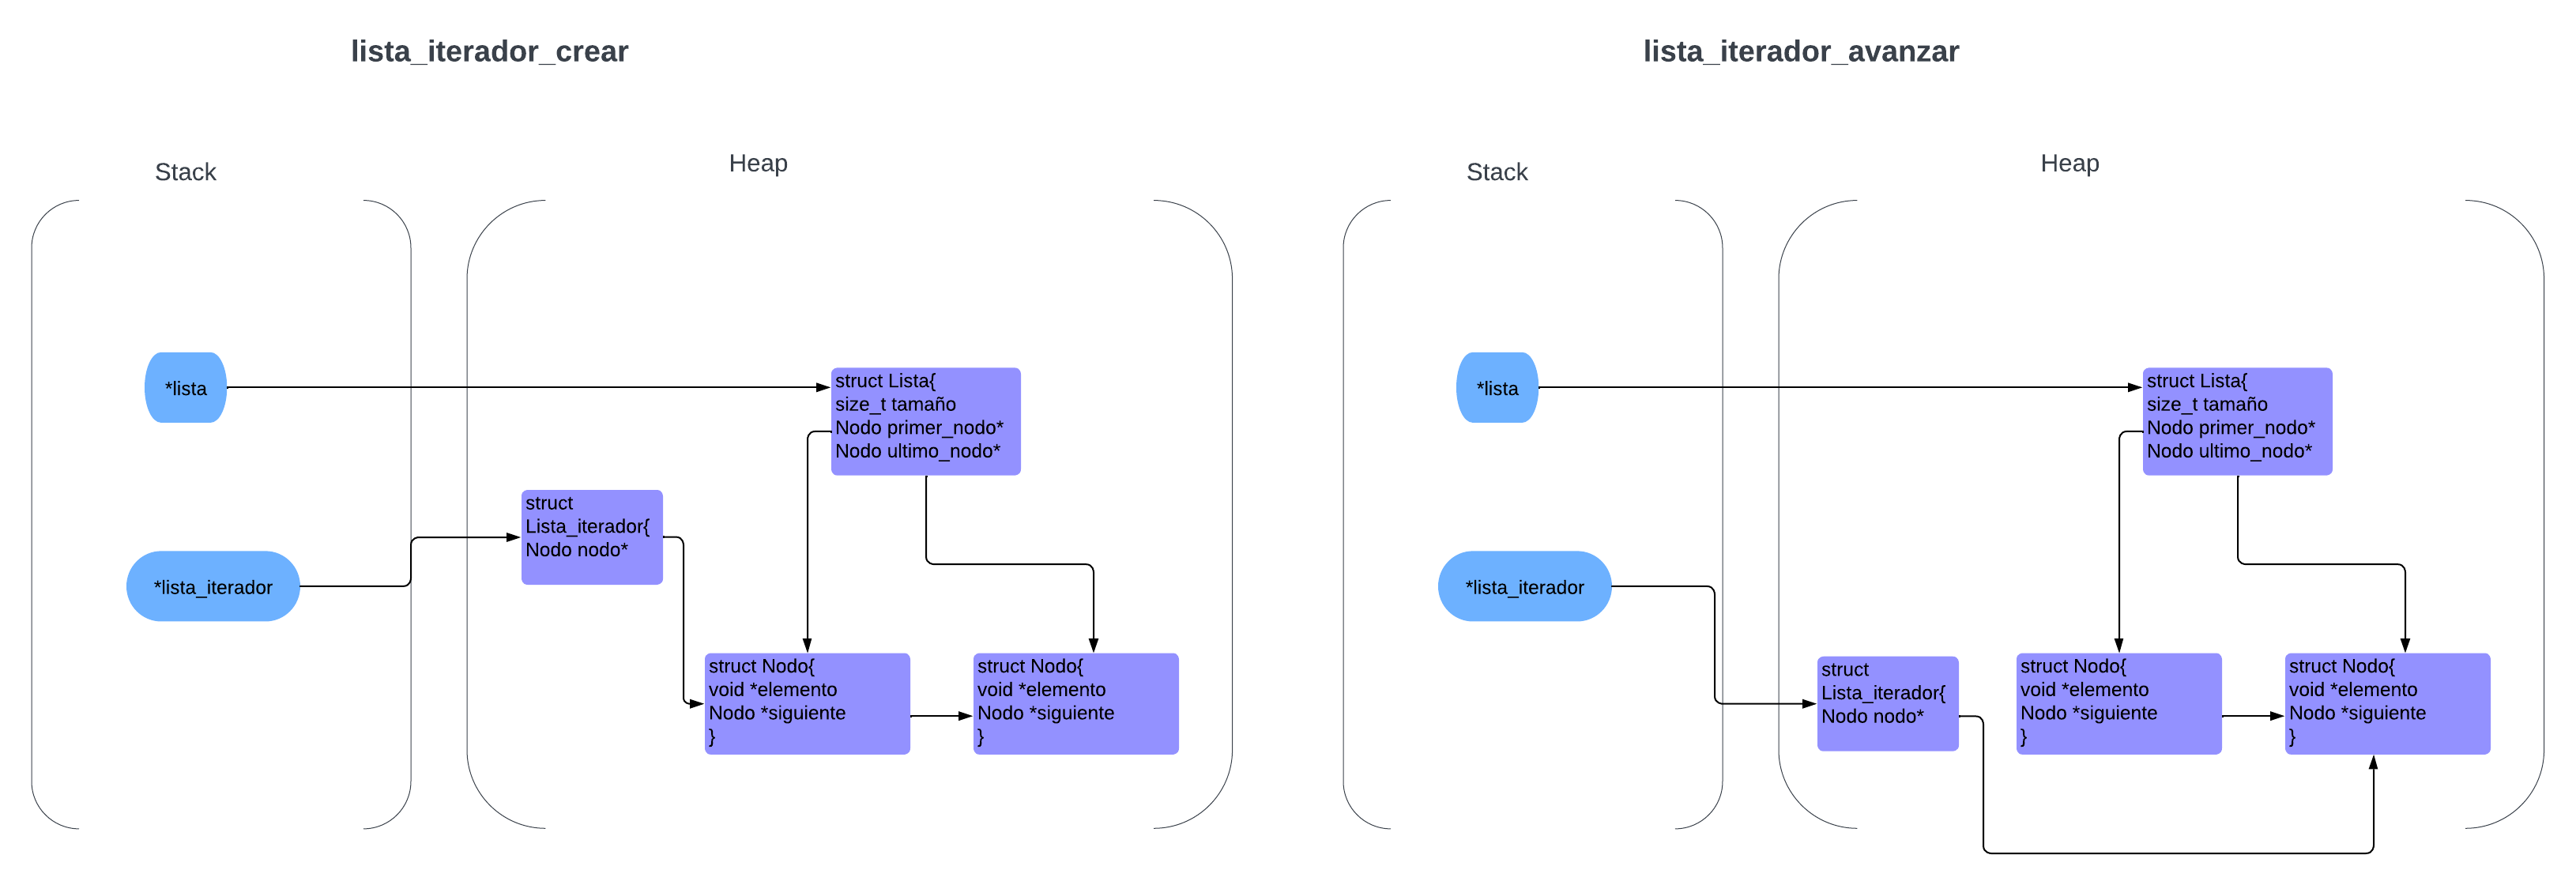 lista_iterador_crear
Stack
Heap
*lista
struct Lista{
size_t tamaño
Nodo primer_nodo*
Nodo ultimo_nodo*
struct
Lista_iterador{
Nodo nodo*
*lista_iterador
struct Nodo{
void *elemento
Nodo *siguiente
}
struct Nodo{
void *elemento
Nodo *siguiente
}
lista_iterador_avanzar
Stack
Heap
*lista
struct Lista{
size_t tamaño
Nodo primer_nodo*
Nodo ultimo_nodo*
*lista_iterador
struct
Lista_iterador{
Nodo nodo*
struct Nodo{
void *elemento
Nodo *siguiente
}
struct Nodo{
void *elemento
Nodo *siguiente
}